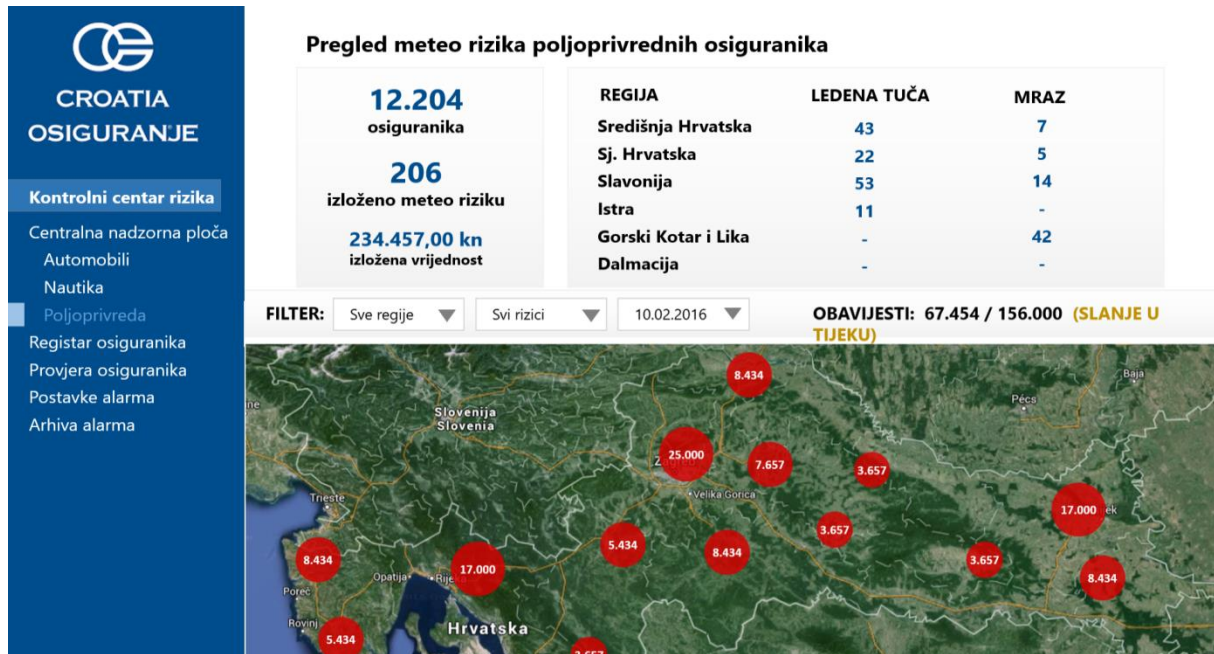 CROATIA
OSIGURANJE
Kontrolni centar rizika
Centralna nadzorna ploča
Automobili
Nautika
Poljoprivreda
Registar osiguranika
Provjera osiguranika
Postavke alarma
Arhiva alarma
Pregled meteo rizika poljoprivrednih osiguranika
12.204
osiguranika
206
izloženo meteo riziku
234.457,00 kn
izložena vrijednost
REGIJA LEDENA TUČA MRAZ
Središnja Hrvatska 43 7
Sj. Hrvatska 22 5
Slavonija 53 14
Istra 11 -
Gorski Kotar i Lika - 42
Dalmacija - -
FILTER: Sve regije Svi rizici 10.02.2016 OBAVIJESTI: 67.454 / 156.000 (SLANJE U
TIJEKU)
8.434
Baja
Pécs
Slovenija
Slovenia
25.000
7.657
3.657
Velika Gorica
Trieste
17.000
3.657
5.434
8.434
8.434
3.657
17.000
Opatija
8.434
Poreč
Rovinj
Hrvatska
5.434
3.657